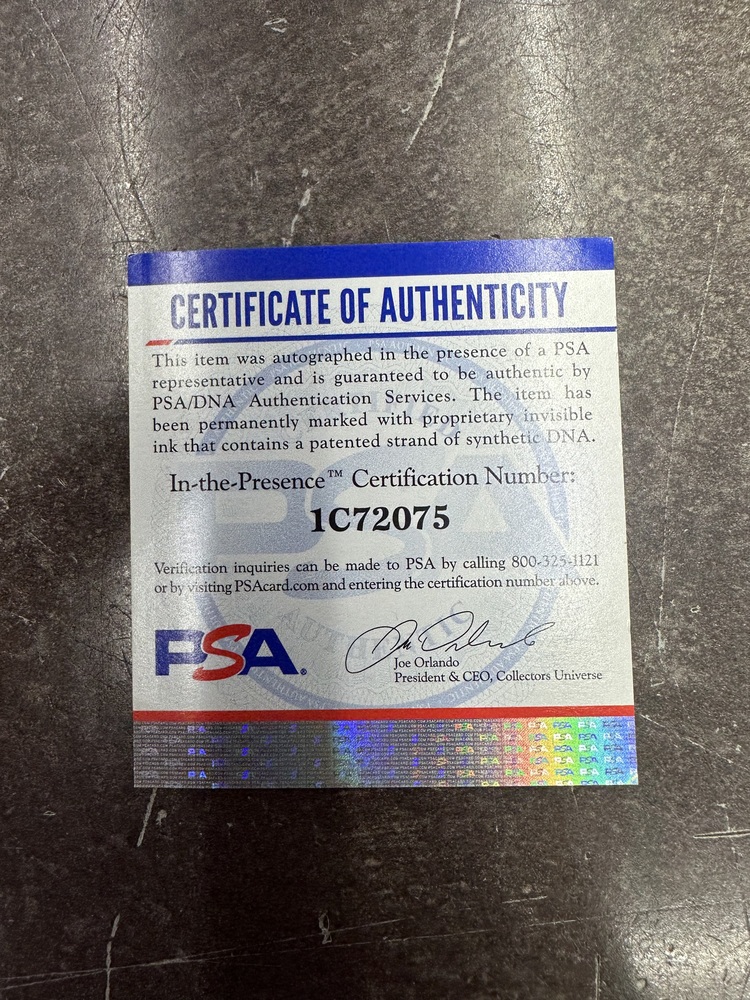 CERTIFICATE OF AUTHENTICITY
This item was autographed in the presence of a PSA
representative and is guaranteed to be authentic by
PSA/DNA Authentication Services. The item has
been permanently marked with proprietary invisible
ink that contains a patented strand of synthetic DNA.
In-the-Presence™ Certification Number:
1C72075
Verification inquiries can be made to PSA by calling 800-325-1121
or by visiting PSAcard.com and entering the certification number above.
PSA®
Joe Orlando
President & CEO, Collectors Universe